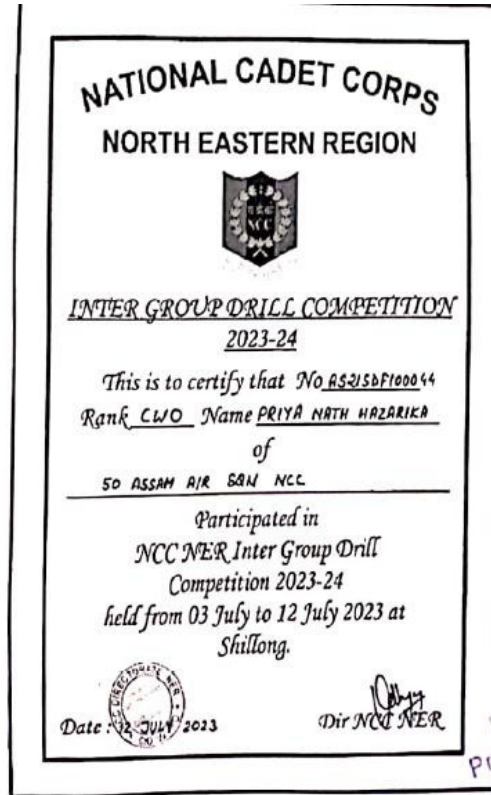 NATIONAL CADET CORPS
NORTH EASTERN REGION
NCC
INTER GROUP DRILL COMPETITION
2023-24
This is to certify that No AS21SDF100044
Rank CWO Name PRIYA NATH HAZARIKA
of
50 ASSAM AIR SQN NCC
Participated in
NCC NER Inter Group Drill
Competition 2023-24
held from 03 July to 12 July 2023 at
Shillong.
Date : 12 JULY 2023
Dir NCC NER